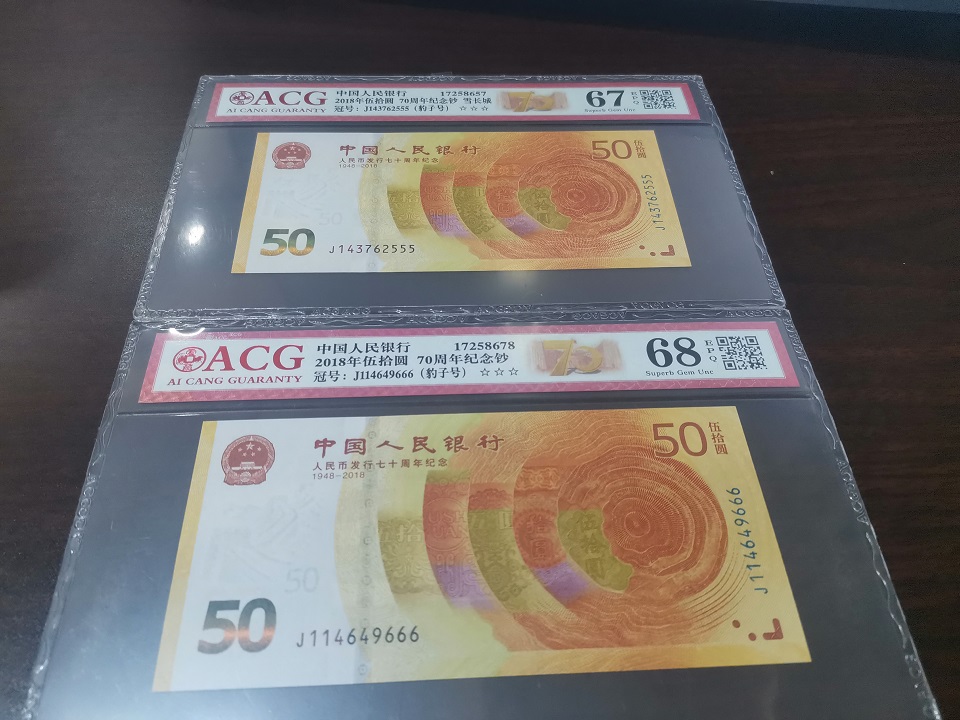 ACG
AI CANG GUARANTY
中国人民银行 17258657
2018年伍拾圆 70周年纪念钞 雪长城
冠号：J143762555（豹子号）☆☆☆
70
67
EPQ
Superb Gem Unc
中国人民银行
人民币发行七十周年纪念
1948-2018
50
伍拾圆
50
50
J143762555
J143762555
ACG
AI CANG GUARANTY
中国人民银行 17258678
2018年伍拾圆 70周年纪念钞
冠号：J114649666（豹子号）☆☆☆
70
68
EPQ
Superb Gem Unc
中国人民银行
人民币发行七十周年纪念
1948-2018
50
伍拾圆
伍拾圆
50
50
J114649666
J114649666